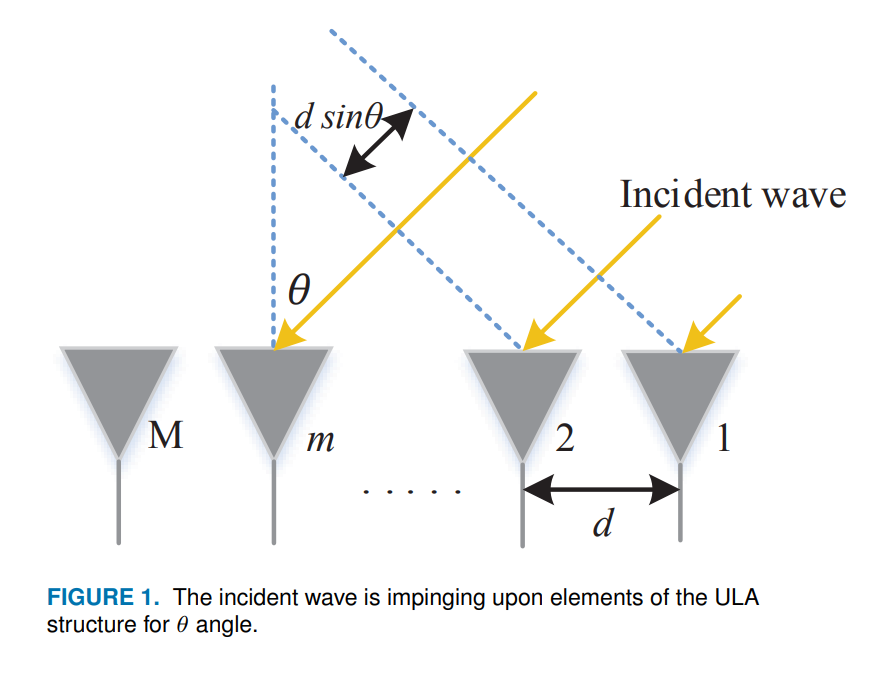 d sinθ
Incident wave
θ
M
m
2
1
. . . . .
d
FIGURE 1. The incident wave is impinging upon elements of the ULA
structure for θ angle.